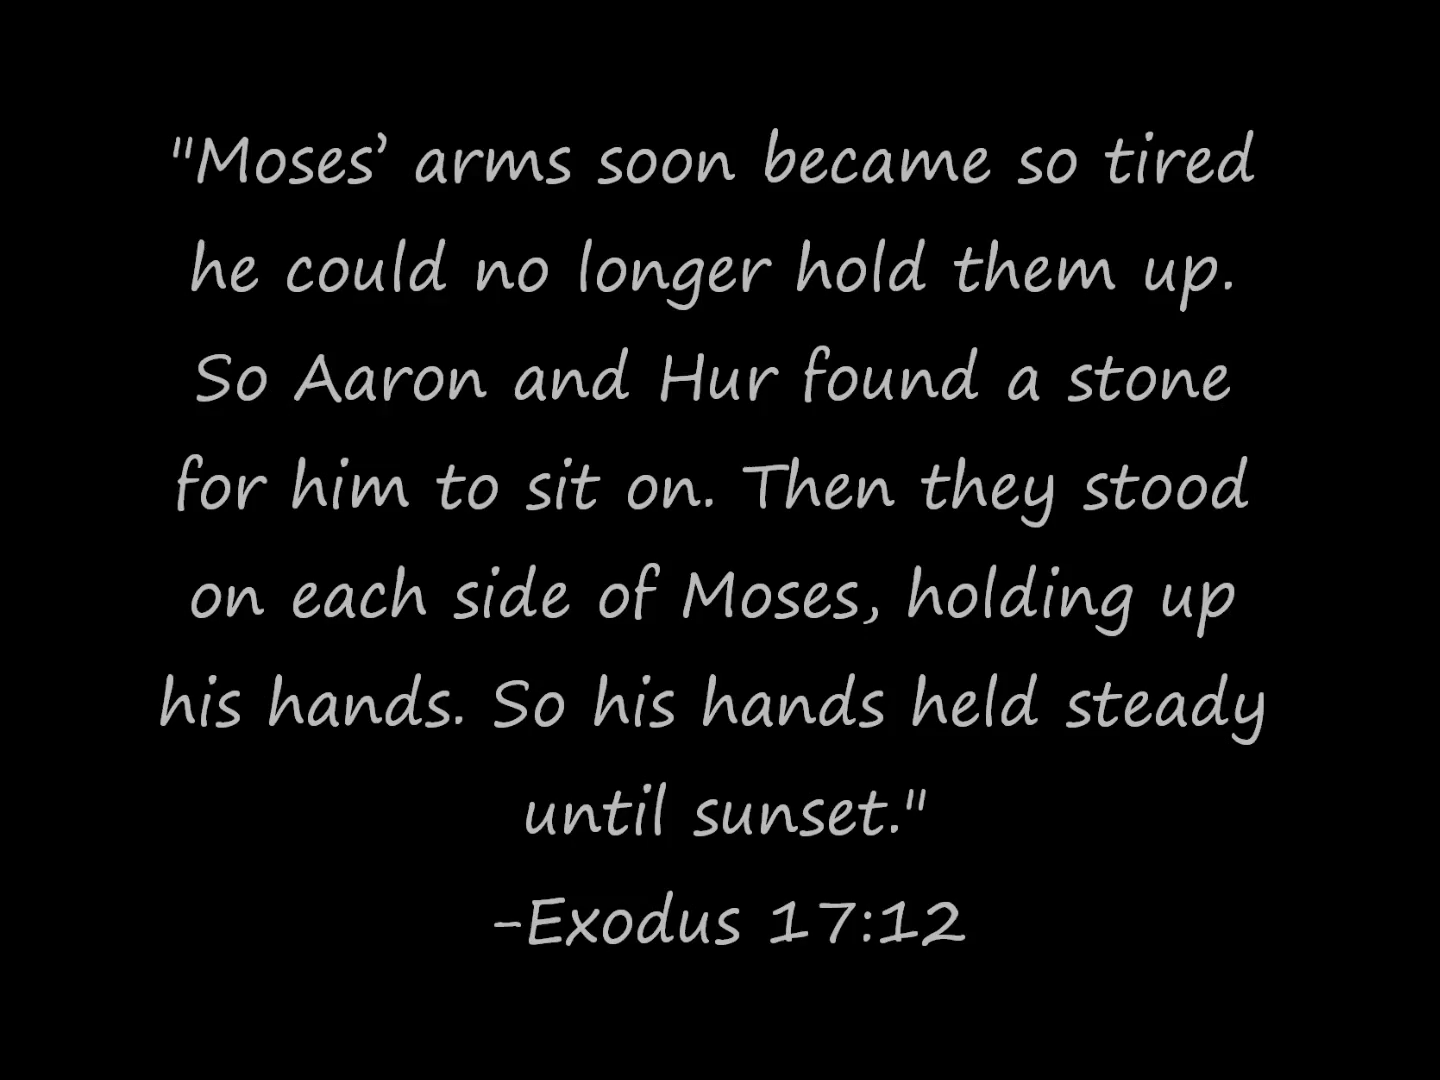 "Moses’ arms soon became so tired
he could no longer hold them up.
So Aaron and Hur found a stone
for him to sit on. Then they stood
on each side of Moses, holding up
his hands. So his hands held steady
until sunset."
-Exodus 17:12